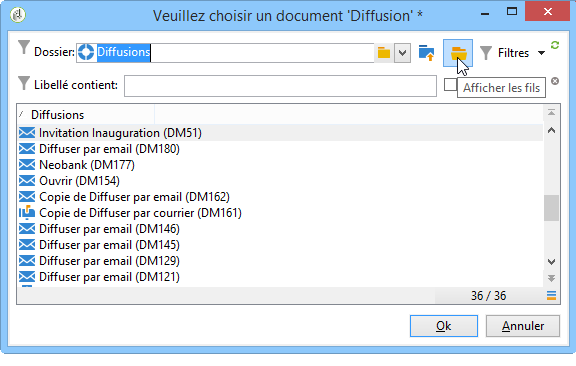 Veuillez choisir un document 'Diffusion' *
Dossier: Diffusions Filtres
Libellé contient: Afficher les fils
Diffusions
Invitation Inauguration (DM51)
Diffuser par email (DM180)
Neobank (DM177)
Ouvrir (DM154)
Copie de Diffuser par email (DM162)
Copie de Diffuser par courrier (DM161)
Diffuser par email (DM146)
Diffuser par email (DM145)
Diffuser par email (DM129)
Diffuser par email (DM121)
36 / 36
Ok Annuler